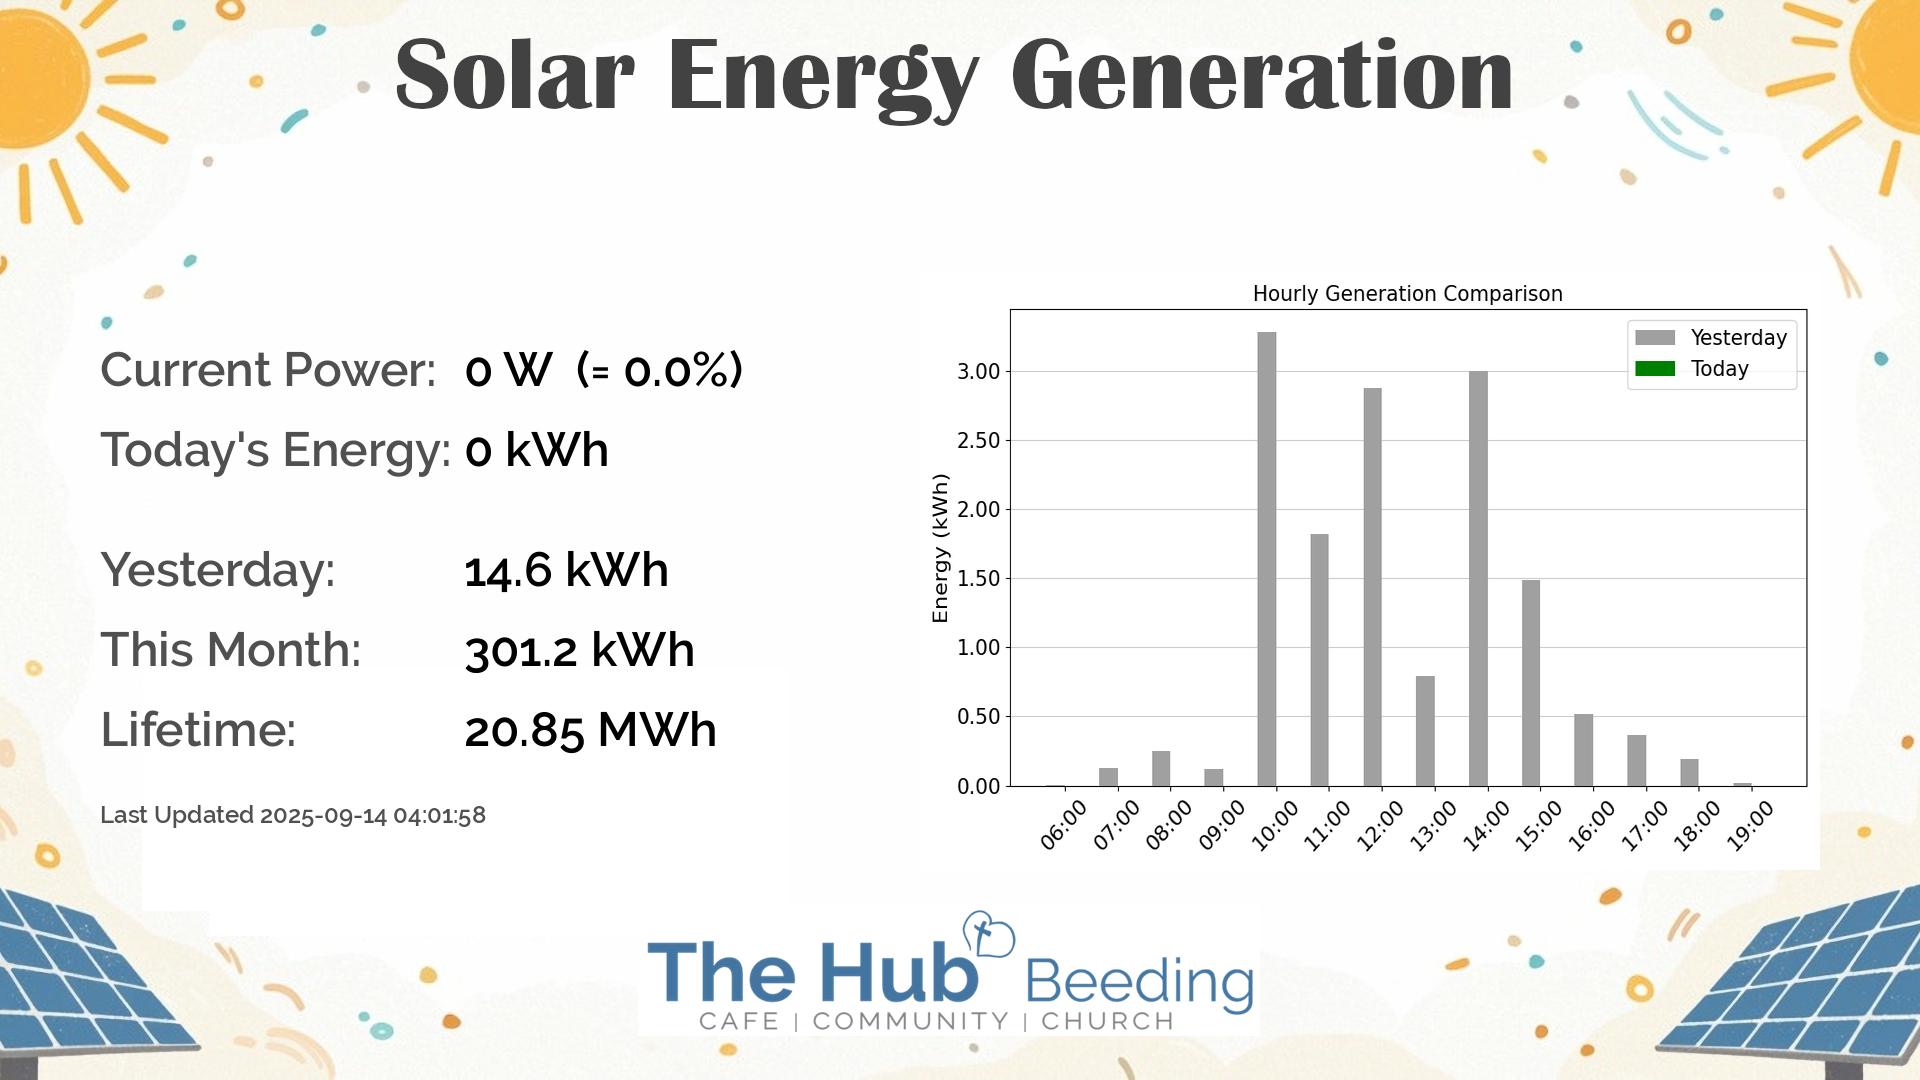 Solar Energy Generation
Current Power: 0 W (= 0.0%)
Today's Energy: 0 kWh
Yesterday: 14.6 kWh
This Month: 301.2 kWh
Lifetime: 20.85 MWh
Last Updated 2025-09-14 04:01:58
Hourly Generation Comparison
Yesterday
Today
Energy (kWh)
3.00
2.50
2.00
1.50
1.00
0.50
0.00
06:00 07:00 08:00 09:00 10:00 11:00 12:00 13:00 14:00 15:00 16:00 17:00 18:00 19:00
The Hub Beeding
CAFE | COMMUNITY | CHURCH